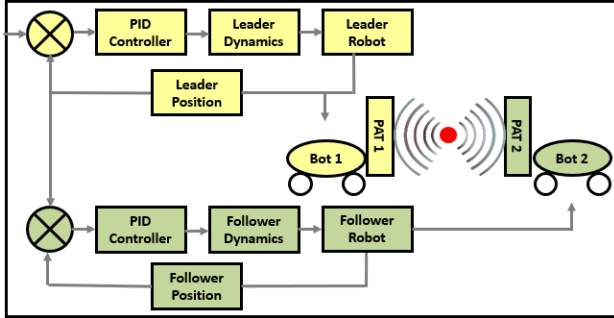 PID
Controller
Leader
Dynamics
Leader
Robot
Leader
Position
PAT 1
PAT 2
Bot 1
Bot 2
PID
Controller
Follower
Dynamics
Follower
Robot
Follower
Position